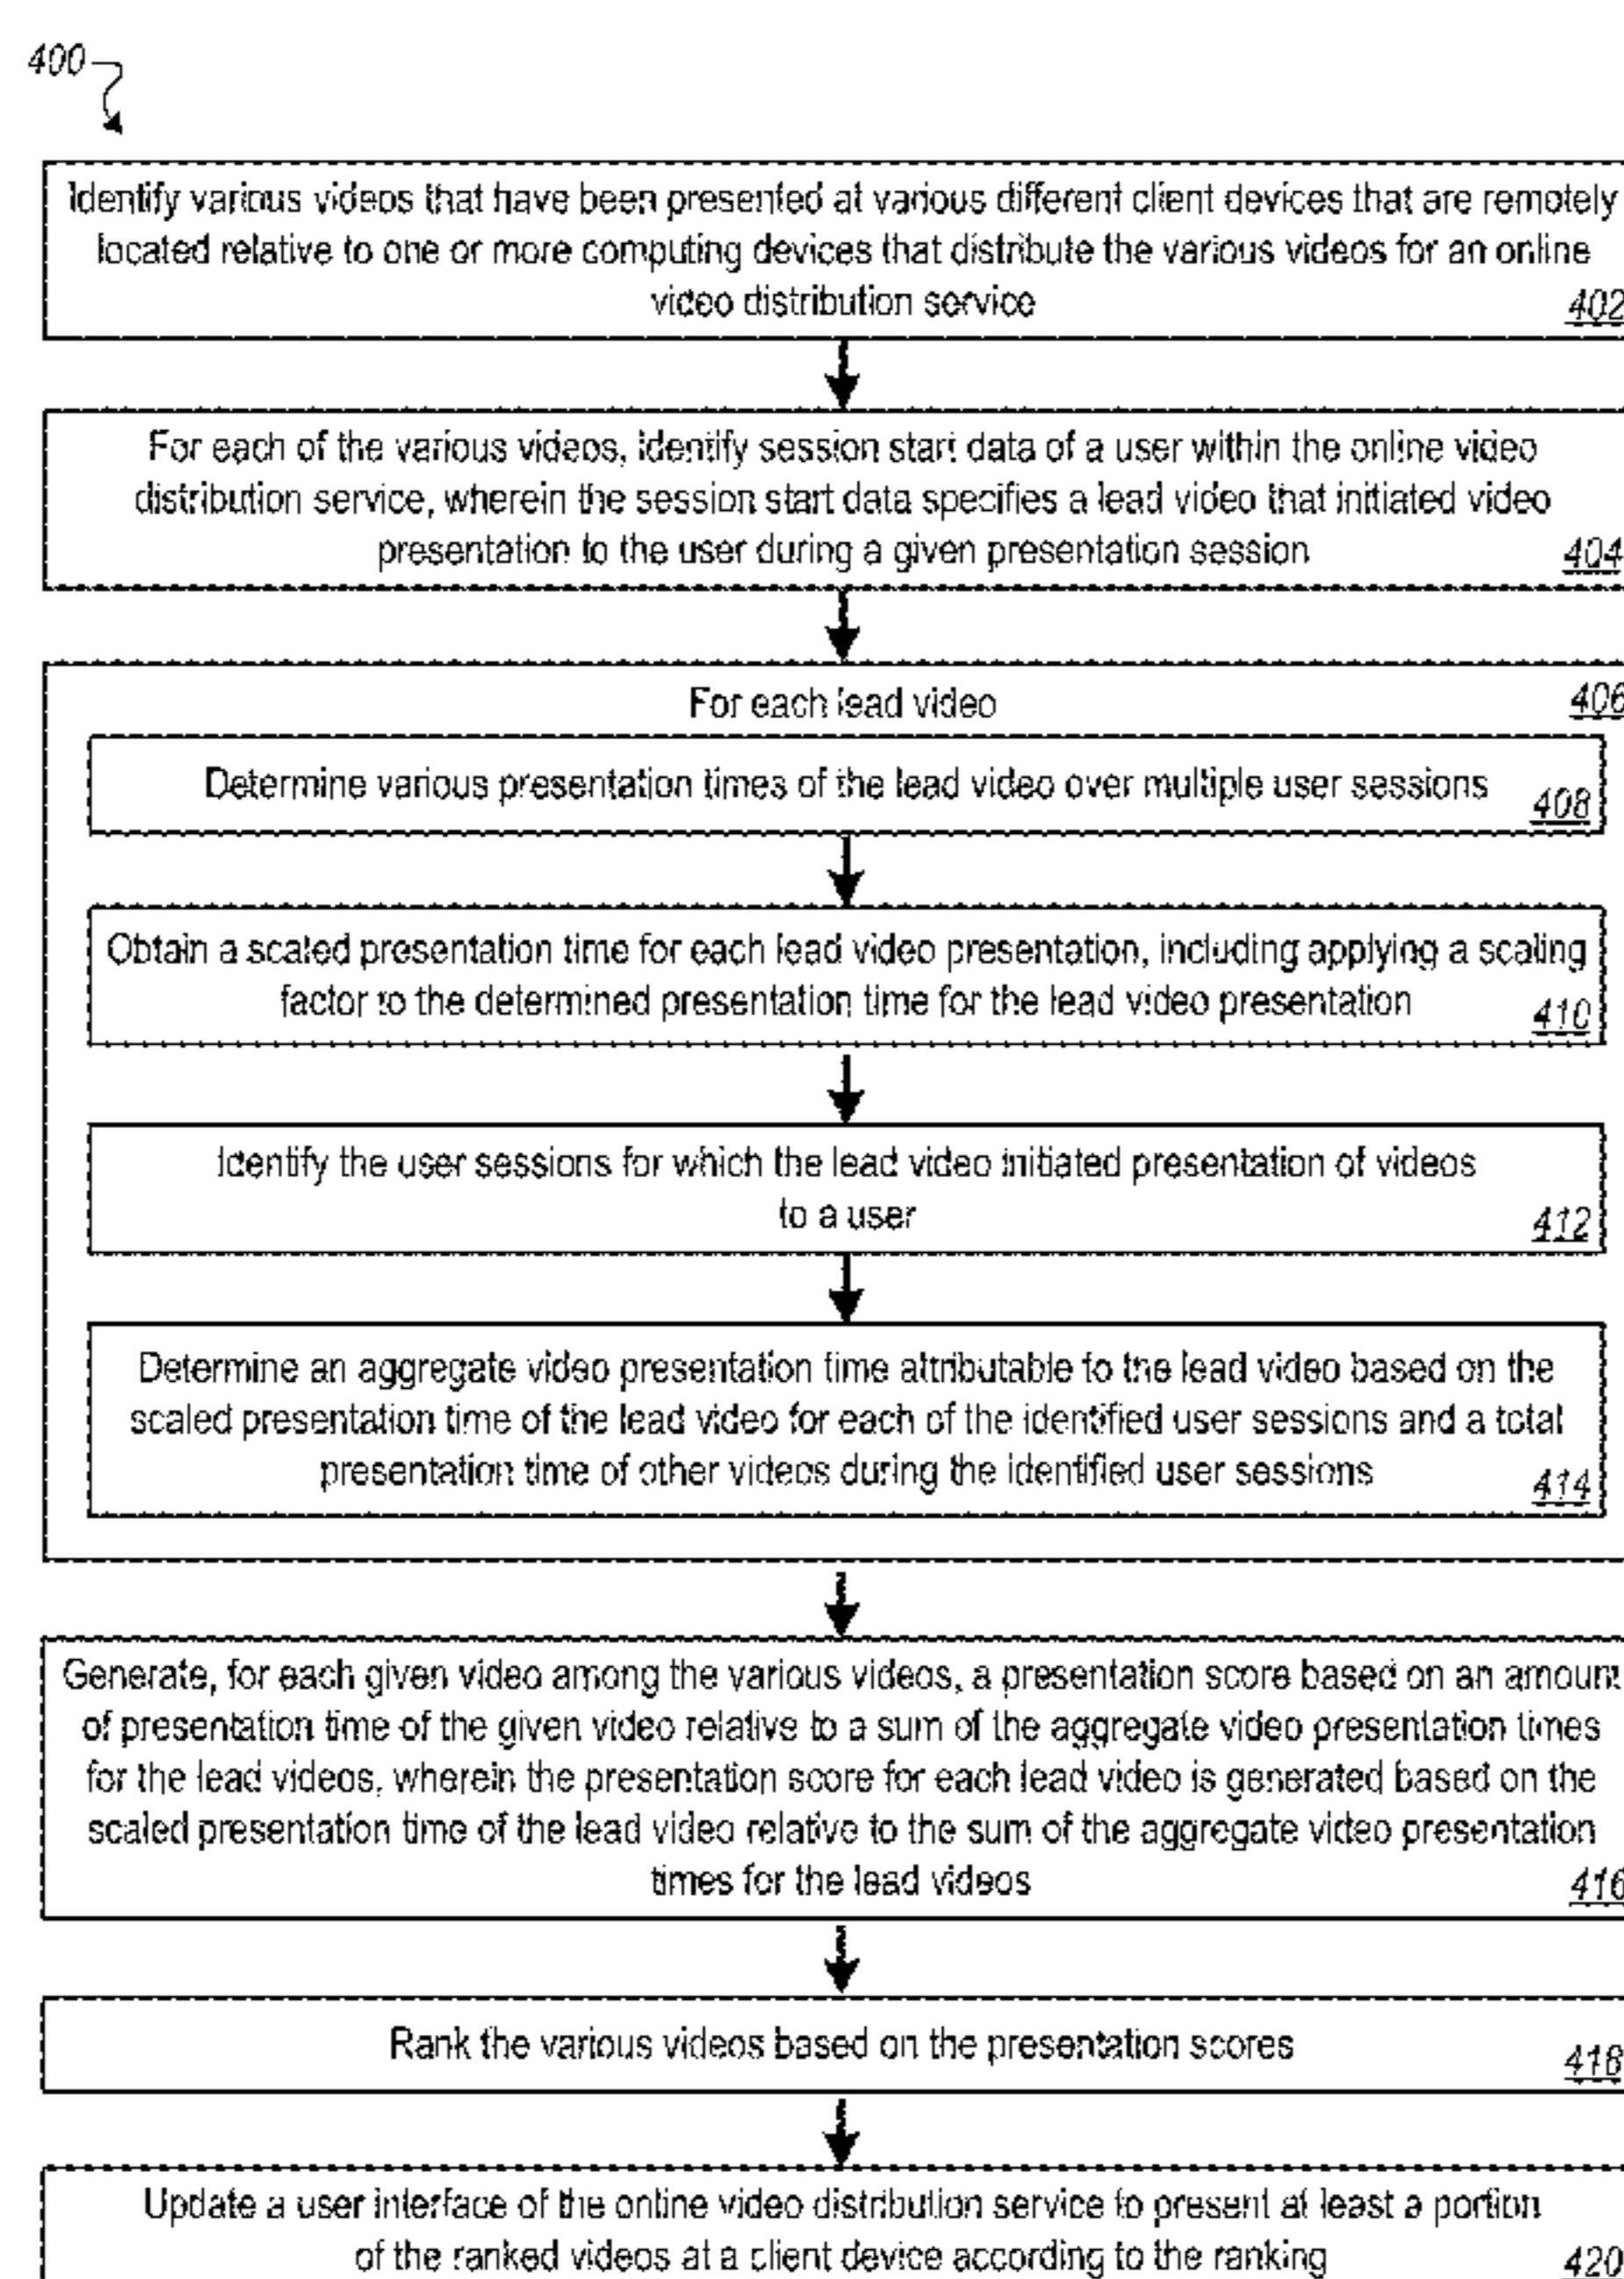 400
Identify various videos that have been presented at various different client devices that are remotely
located relative to one or more computing devices that distribute the various videos for an online
video distribution service
402
For each of the various videos, identify session start data of a user within the online video
distribution service, wherein the session start data specifies a lead video that initiated video
presentation to the user during a given presentation session
404
For each lead video
406
Determine various presentation times of the lead video over multiple user sessions
408
Obtain a scaled presentation time for each lead video presentation, including applying a scaling
factor to the determined presentation time for the lead video presentation
410
Identify the user sessions for which the lead video initiated presentation of videos
to a user
412
Determine an aggregate video presentation time attributable to the lead video based on the
scaled presentation time of the lead video for each of the identified user sessions and a total
presentation time of other videos during the identified user sessions
414
Generate, for each given video among the various videos, a presentation score based on an amount
of presentation time of the given video relative to a sum of the aggregate video presentation times
for the lead videos, wherein the presentation score for each lead video is generated based on the
scaled presentation time of the lead video relative to the sum of the aggregate video presentation
times for the lead videos
416
Rank the various videos based on the presentation scores
418
Update a user interface of the online video distribution service to present at least a portion
of the ranked videos at a client device according to the ranking
420